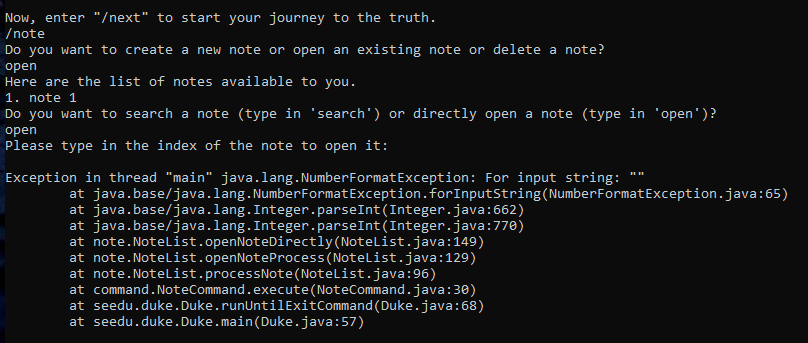 Now, enter "/next" to start your journey to the truth.
/note
Do you want to create a new note or open an existing note or delete a note?
open
Here are the list of notes available to you.
1. note 1
Do you want to search a note (type in 'search') or directly open a note (type in 'open')?
open
Please type in the index of the note to open it:
Exception in thread "main" java.lang.NumberFormatException: For input string: ""
at java.base/java.lang.NumberFormatException.forInputString(NumberFormatException.java:65)
at java.base/java.lang.Integer.parseInt(Integer.java:662)
at java.base/java.lang.Integer.parseInt(Integer.java:770)
at note.NoteList.openNoteDirectly(NoteList.java:149)
at note.NoteList.openNoteProcess(NoteList.java:129)
at note.NoteList.processNote(NoteList.java:96)
at command.NoteCommand.execute(NoteCommand.java:30)
at seedu.duke.Duke.runUntilExitCommand(Duke.java:68)
at seedu.duke.Duke.main(Duke.java:57)